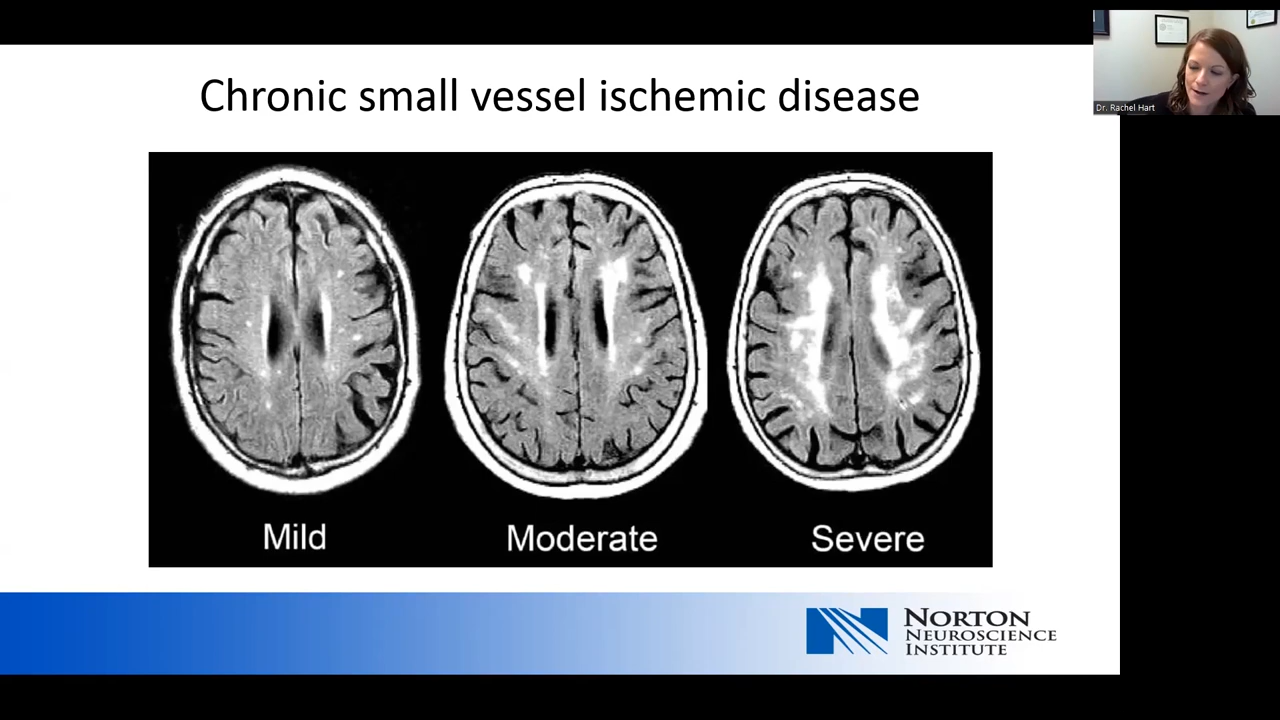 Chronic small vessel ischemic disease
Dr. Rachel Hart
Mild
Moderate
Severe
NORTON
NEUROSCIENCE
INSTITUTE